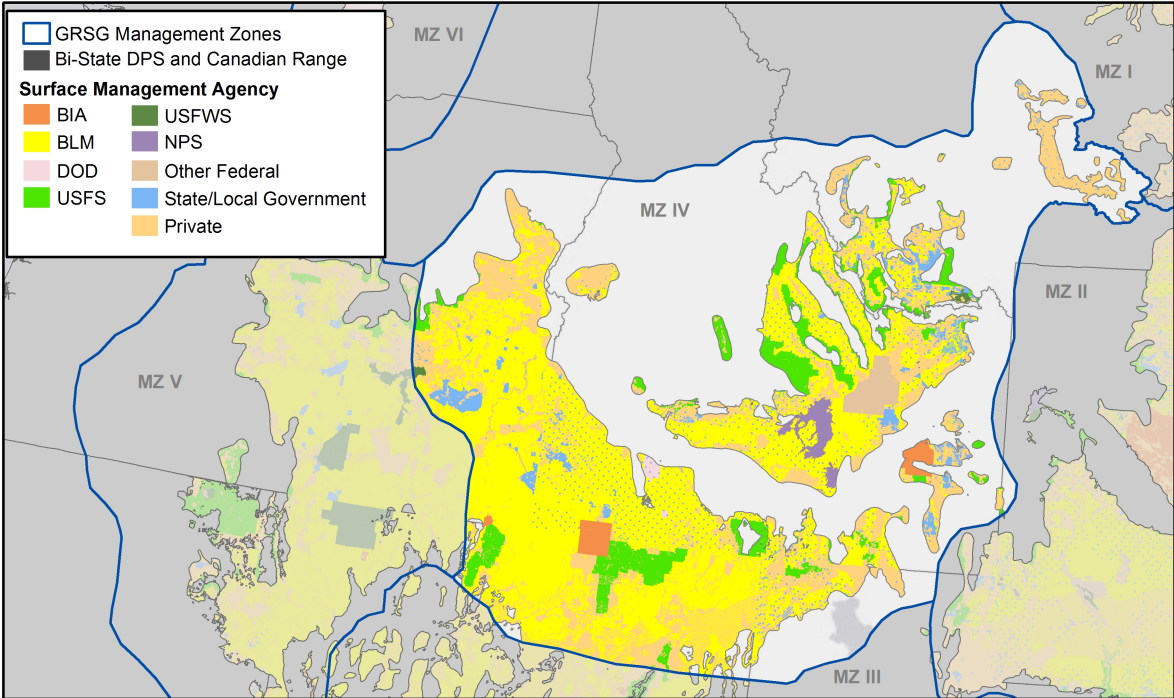 GRSG Management Zones
Bi-State DPS and Canadian Range
Surface Management Agency
BIA
BLM
DOD
USFS
USFWS
NPS
Other Federal
State/Local Government
Private
MZ VI
MZ I
MZ IV
MZ II
MZ V
MZ III